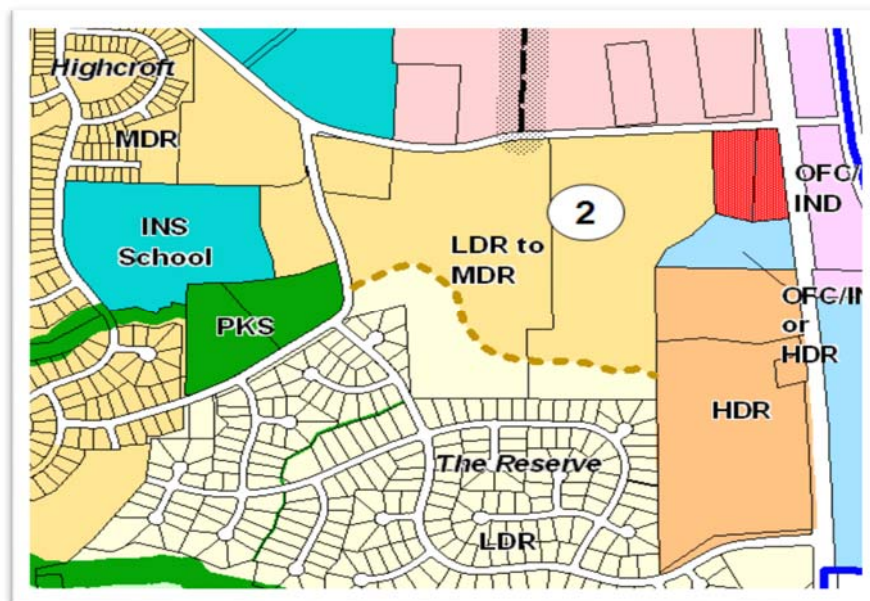 Highcroft
MDR
INS
School
PKS
LDR to
MDR
2
OFC/
IND
OFC/IN
or
HDR
HDR
The Reserve
LDR